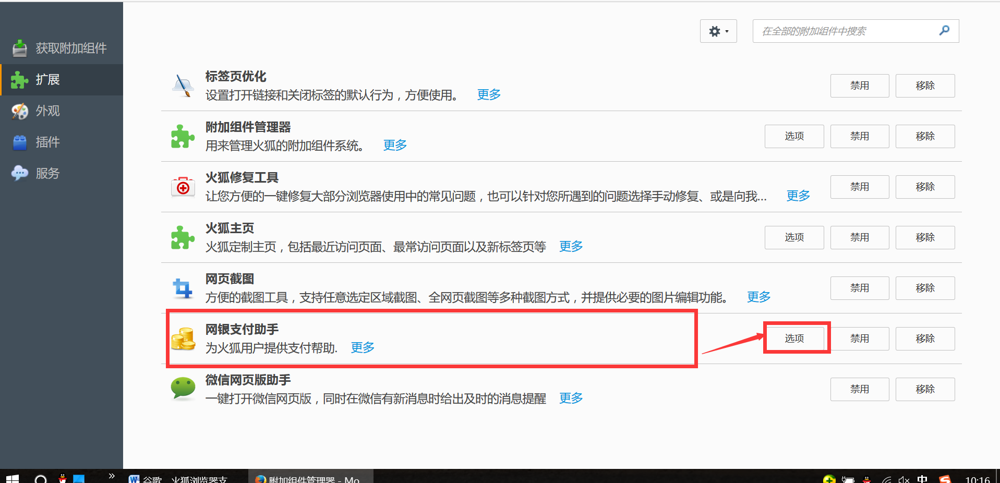 在全部的附加组件中搜索
获取附加组件
扩展
外观
插件
服务
标签页优化
设置打开链接和关闭标签的默认行为，方便使用。 更多
禁用 移除
附加组件管理器
用来管理火狐的附加组件系统。 更多
选项 禁用 移除
火狐修复工具
让您方便的一键修复大部分浏览器使用中的常见问题，也可以针对您所遇到的问题选择手动修复、或是向我... 更多
禁用 移除
火狐主页
火狐定制主页，包括最近访问页面、最常访问页面以及新标签页等 更多
选项 禁用 移除
网页截图
方便的截图工具，支持任意选定区域截图、全网页截图等多种截图方式，并提供必要的图片编辑功能。 更多
禁用 移除
网银支付助手
为火狐用户提供支付帮助. 更多
选项 禁用 移除
微信网页版助手
一键打开微信网页版，同时在微信有新消息时给出及时的消息提醒 更多
禁用 移除
» 谷歌、火狐浏览器支 附加组件管理器 - Mo 中 10:16